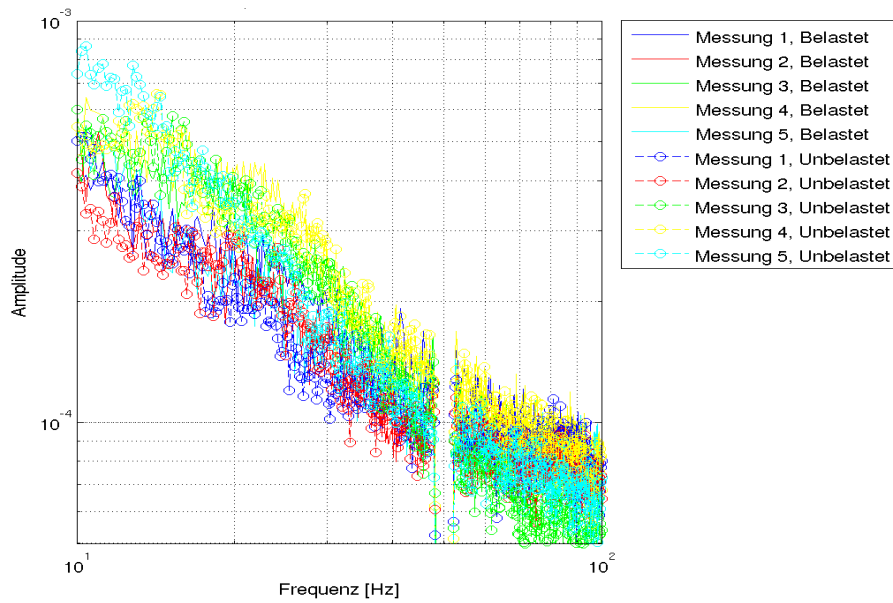 10^-3
10^-4
10^1
10^2
Amplitude
Frequenz [Hz]
Messung 1, Belastet
Messung 2, Belastet
Messung 3, Belastet
Messung 4, Belastet
Messung 5, Belastet
Messung 1, Unbelastet
Messung 2, Unbelastet
Messung 3, Unbelastet
Messung 4, Unbelastet
Messung 5, Unbelastet